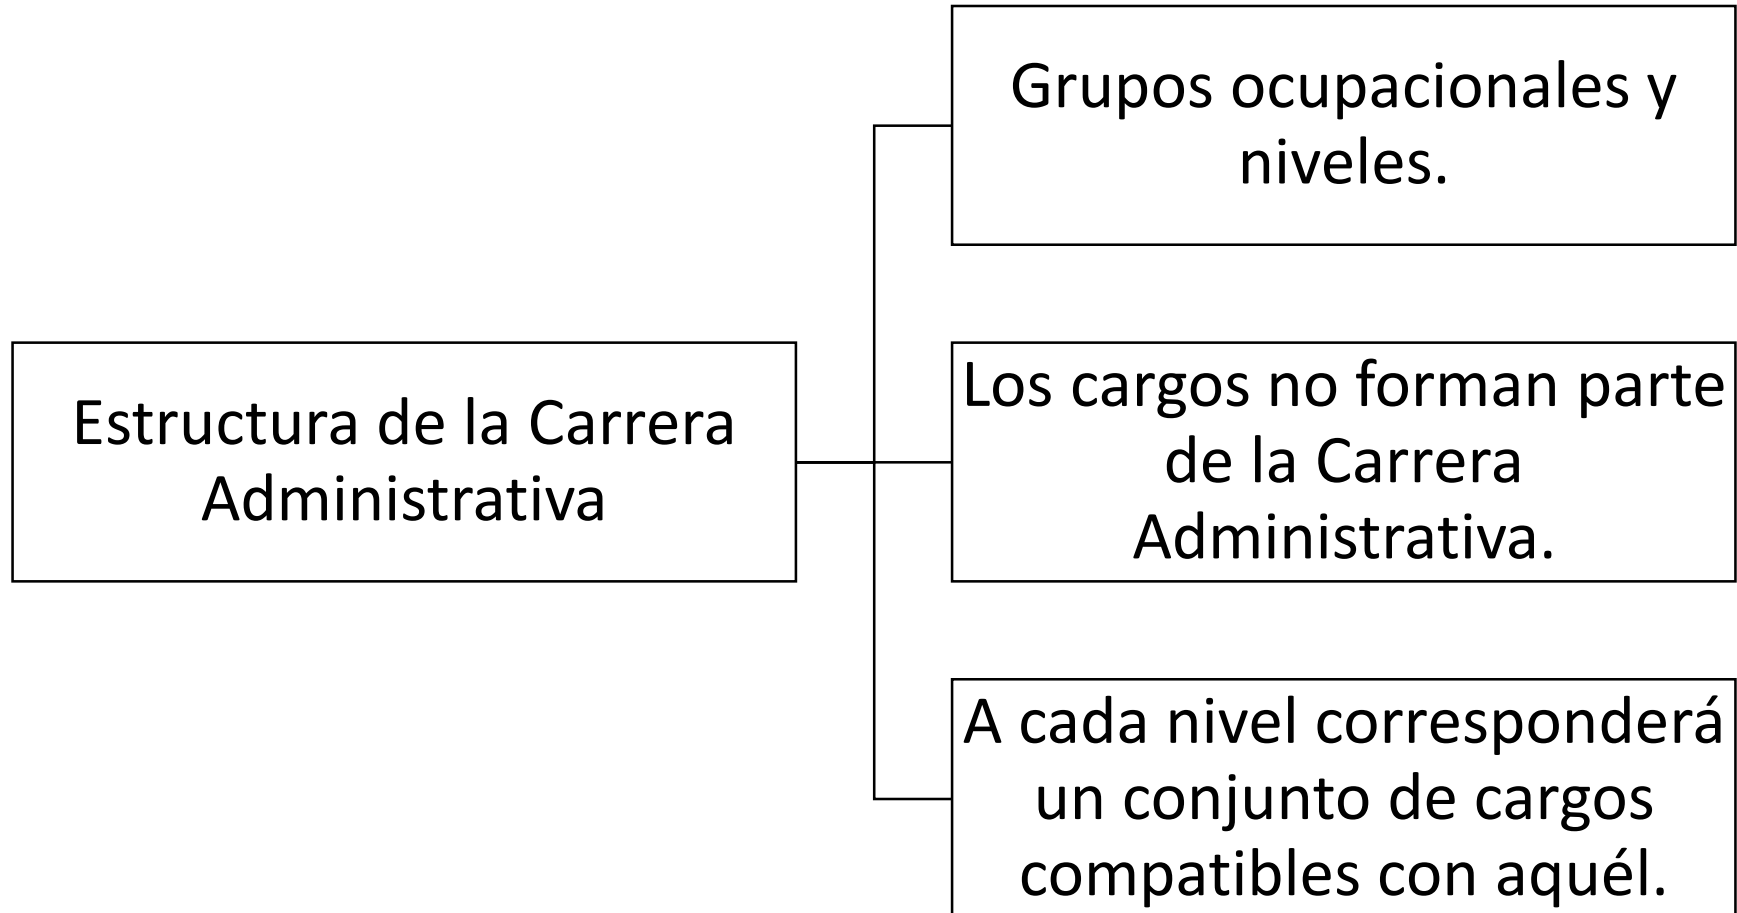 Grupos ocupacionales y
niveles.
Estructura de la Carrera
Administrativa
Los cargos no forman parte
de la Carrera
Administrativa.
A cada nivel corresponderá
un conjunto de cargos
compatibles con aquél.